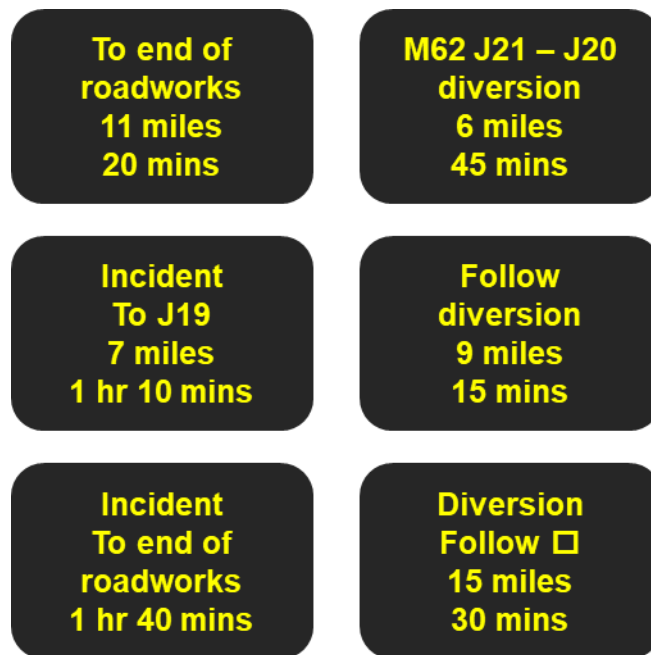 To end of
roadworks
11 miles
20 mins
M62 J21 – J20
diversion
6 miles
45 mins
Incident
To J19
7 miles
1 hr 10 mins
Follow
diversion
9 miles
15 mins
Incident
To end of
roadworks
1 hr 40 mins
Diversion
Follow □
15 miles
30 mins